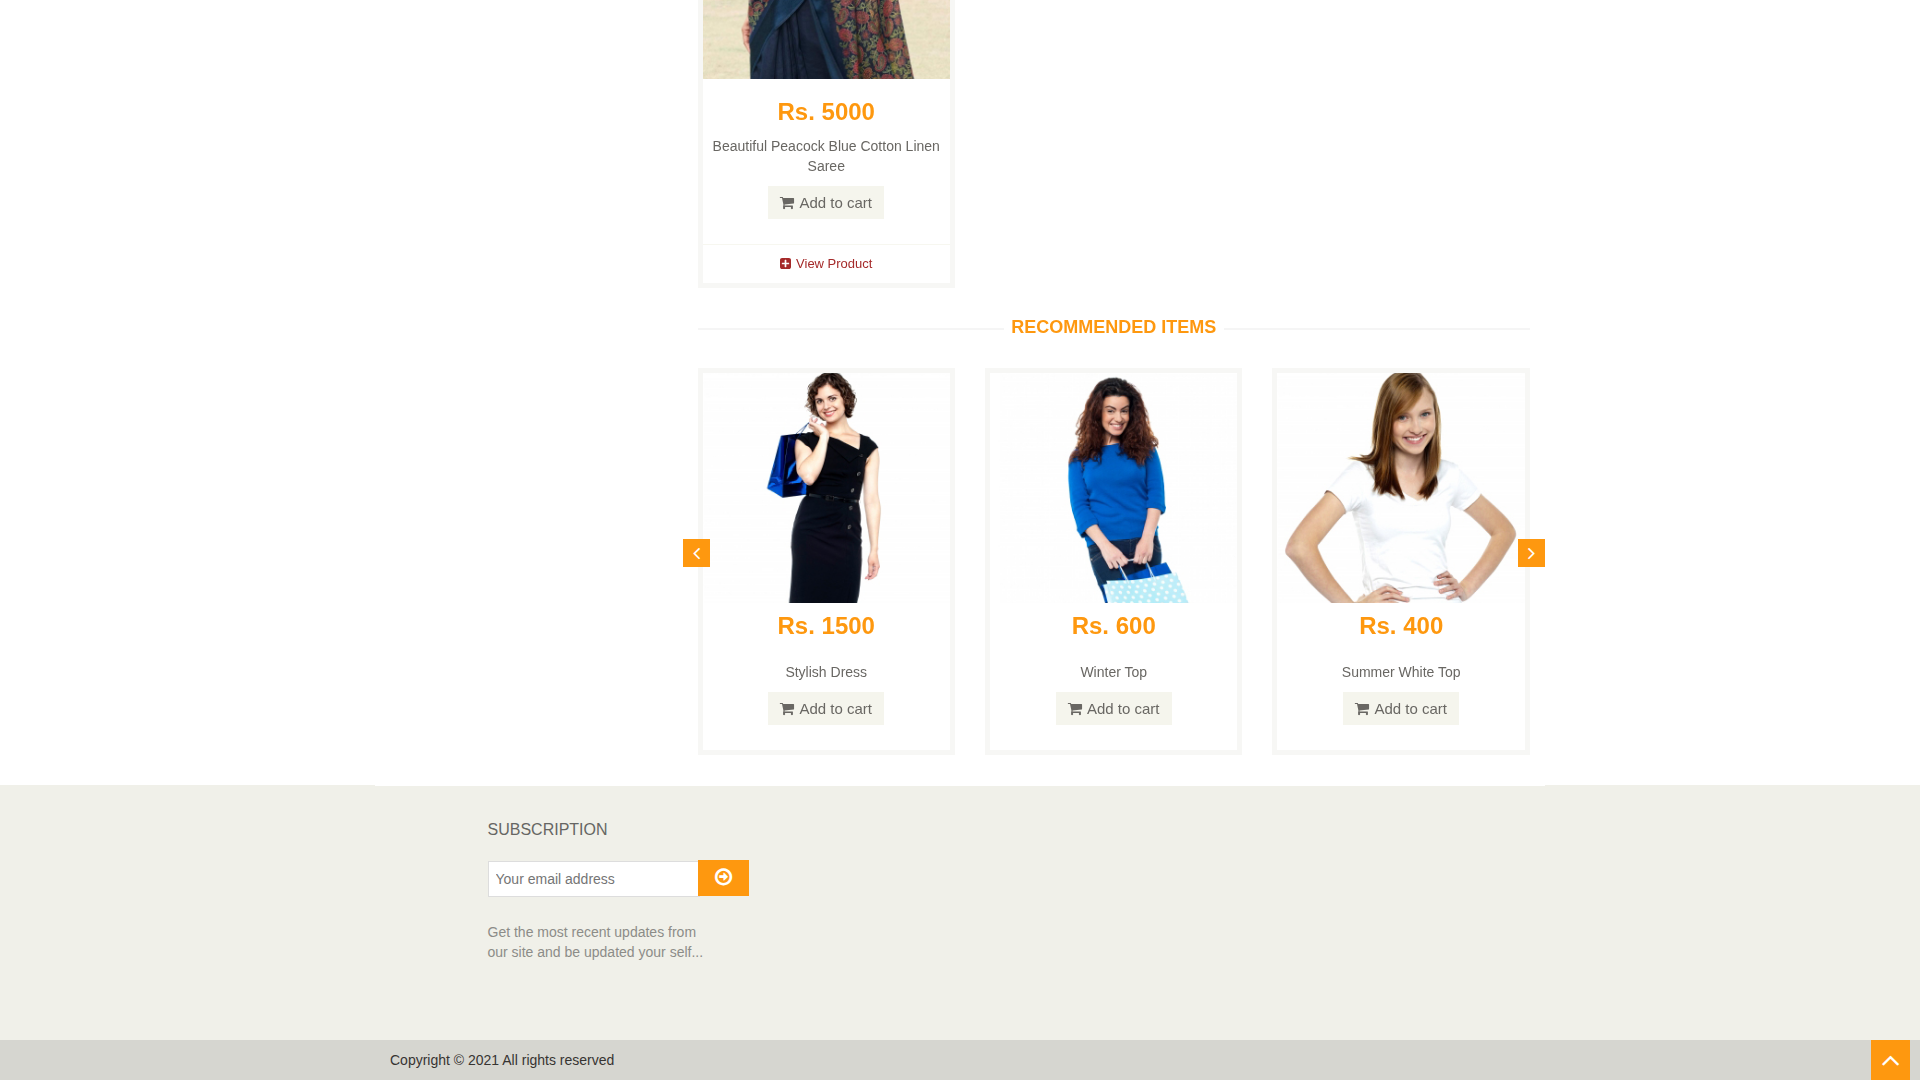 Rs. 5000
Beautiful Peacock Blue Cotton Linen
Saree
Add to cart
View Product
RECOMMENDED ITEMS
Rs. 1500
Stylish Dress
Add to cart
Rs. 600
Winter Top
Add to cart
Rs. 400
Summer White Top
Add to cart
SUBSCRIPTION
Your email address
Get the most recent updates from
our site and be updated your self...
Copyright © 2021 All rights reserved